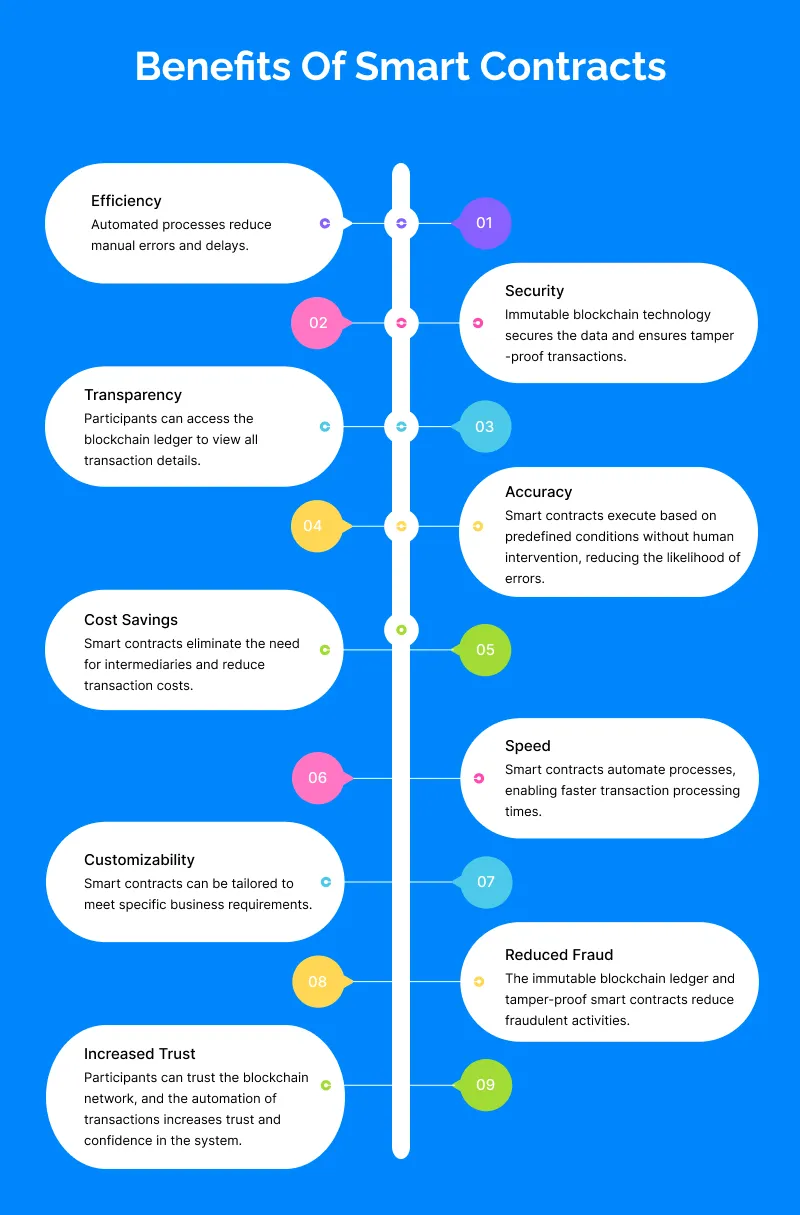 Benefits Of Smart Contracts
Efficiency
Automated processes reduce
manual errors and delays.
01
02
Security
Immutable blockchain technology
secures the data and ensures tamper
-proof transactions.
Transparency
Participants can access the
blockchain ledger to view all
transaction details.
03
04
Accuracy
Smart contracts execute based on
predefined conditions without human
intervention, reducing the likelihood of
errors.
Cost Savings
Smart contracts eliminate the need
for intermediaries and reduce
transaction costs.
05
06
Speed
Smart contracts automate processes,
enabling faster transaction processing
times.
Customizability
Smart contracts can be tailored to
meet specific business requirements.
07
08
Reduced Fraud
The immutable blockchain ledger and
tamper-proof smart contracts reduce
fraudulent activities.
Increased Trust
Participants can trust the blockchain
network, and the automation of
transactions increases trust and
confidence in the system.
09